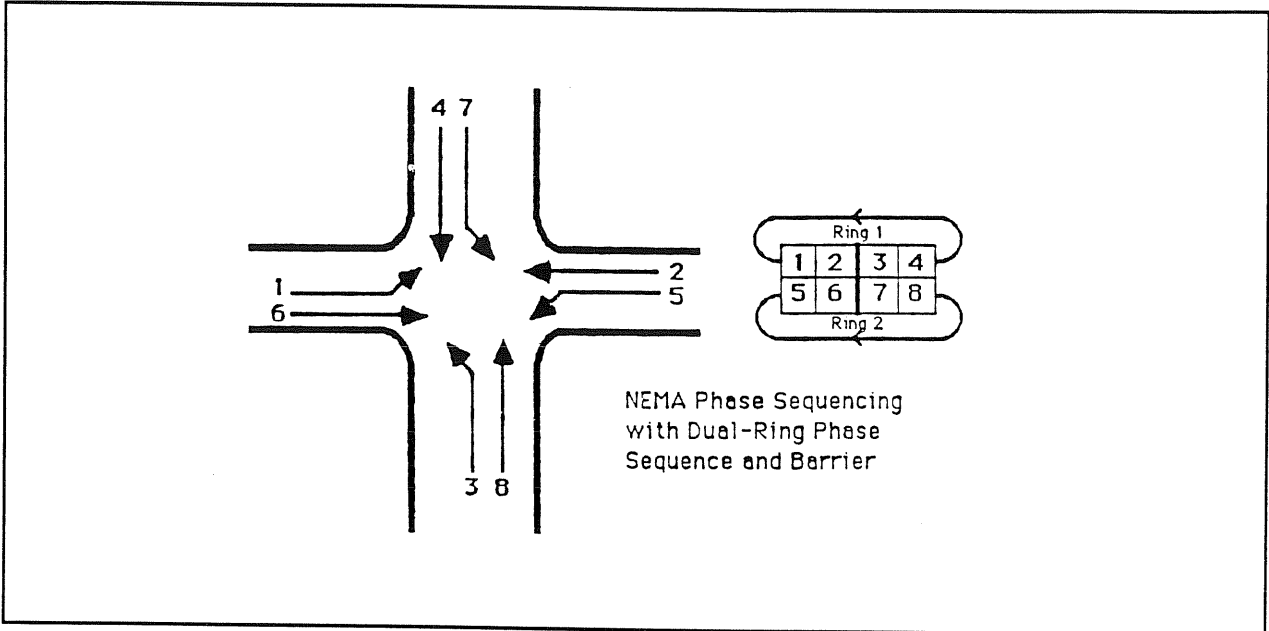 4 7
1
6
2
5
3 8
Ring 1
1 2 3 4
5 6 7 8
Ring 2
NEMA Phase Sequencing
with Dual-Ring Phase
Sequence and Barrier